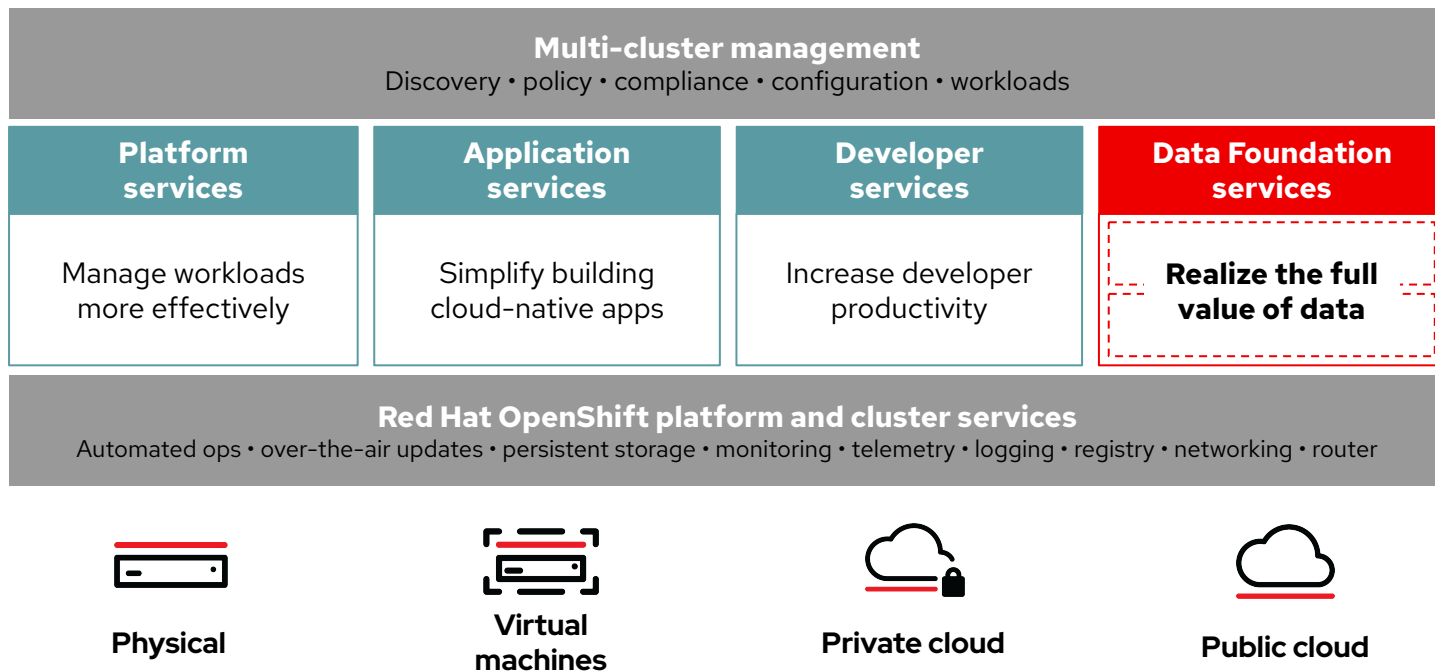 Multi-cluster management
Discovery • policy • compliance • configuration • workloads
Platform
services
Manage workloads
more effectively
Application
services
Simplify building
cloud-native apps
Developer
services
Increase developer
productivity
Data Foundation
services
Realize the full
value of data
Red Hat OpenShift platform and cluster services
Automated ops • over-the-air updates • persistent storage • monitoring • telemetry • logging • registry • networking • router
Physical
Virtual
machines
Private cloud
Public cloud